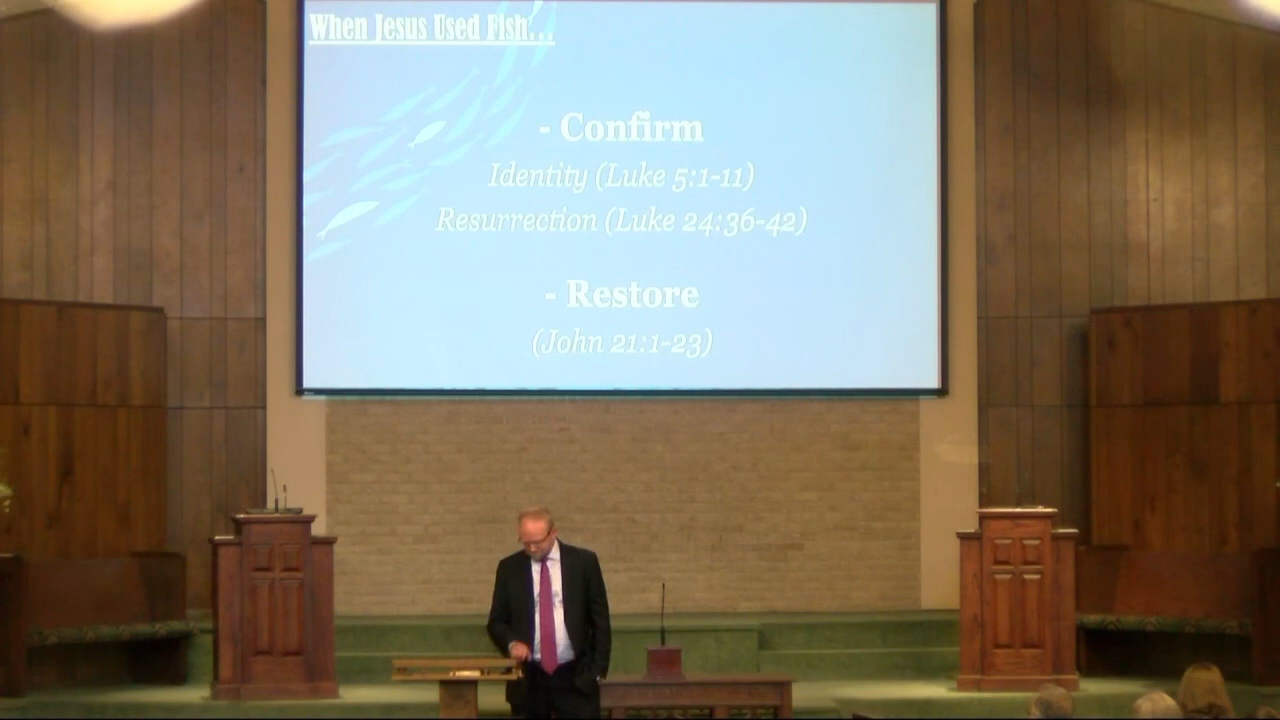 When Jesus Used Fish...
- Confirm
Identity (Luke 5:1-11)
Resurrection (Luke 24:36-42)
- Restore
(John 21:1-23)